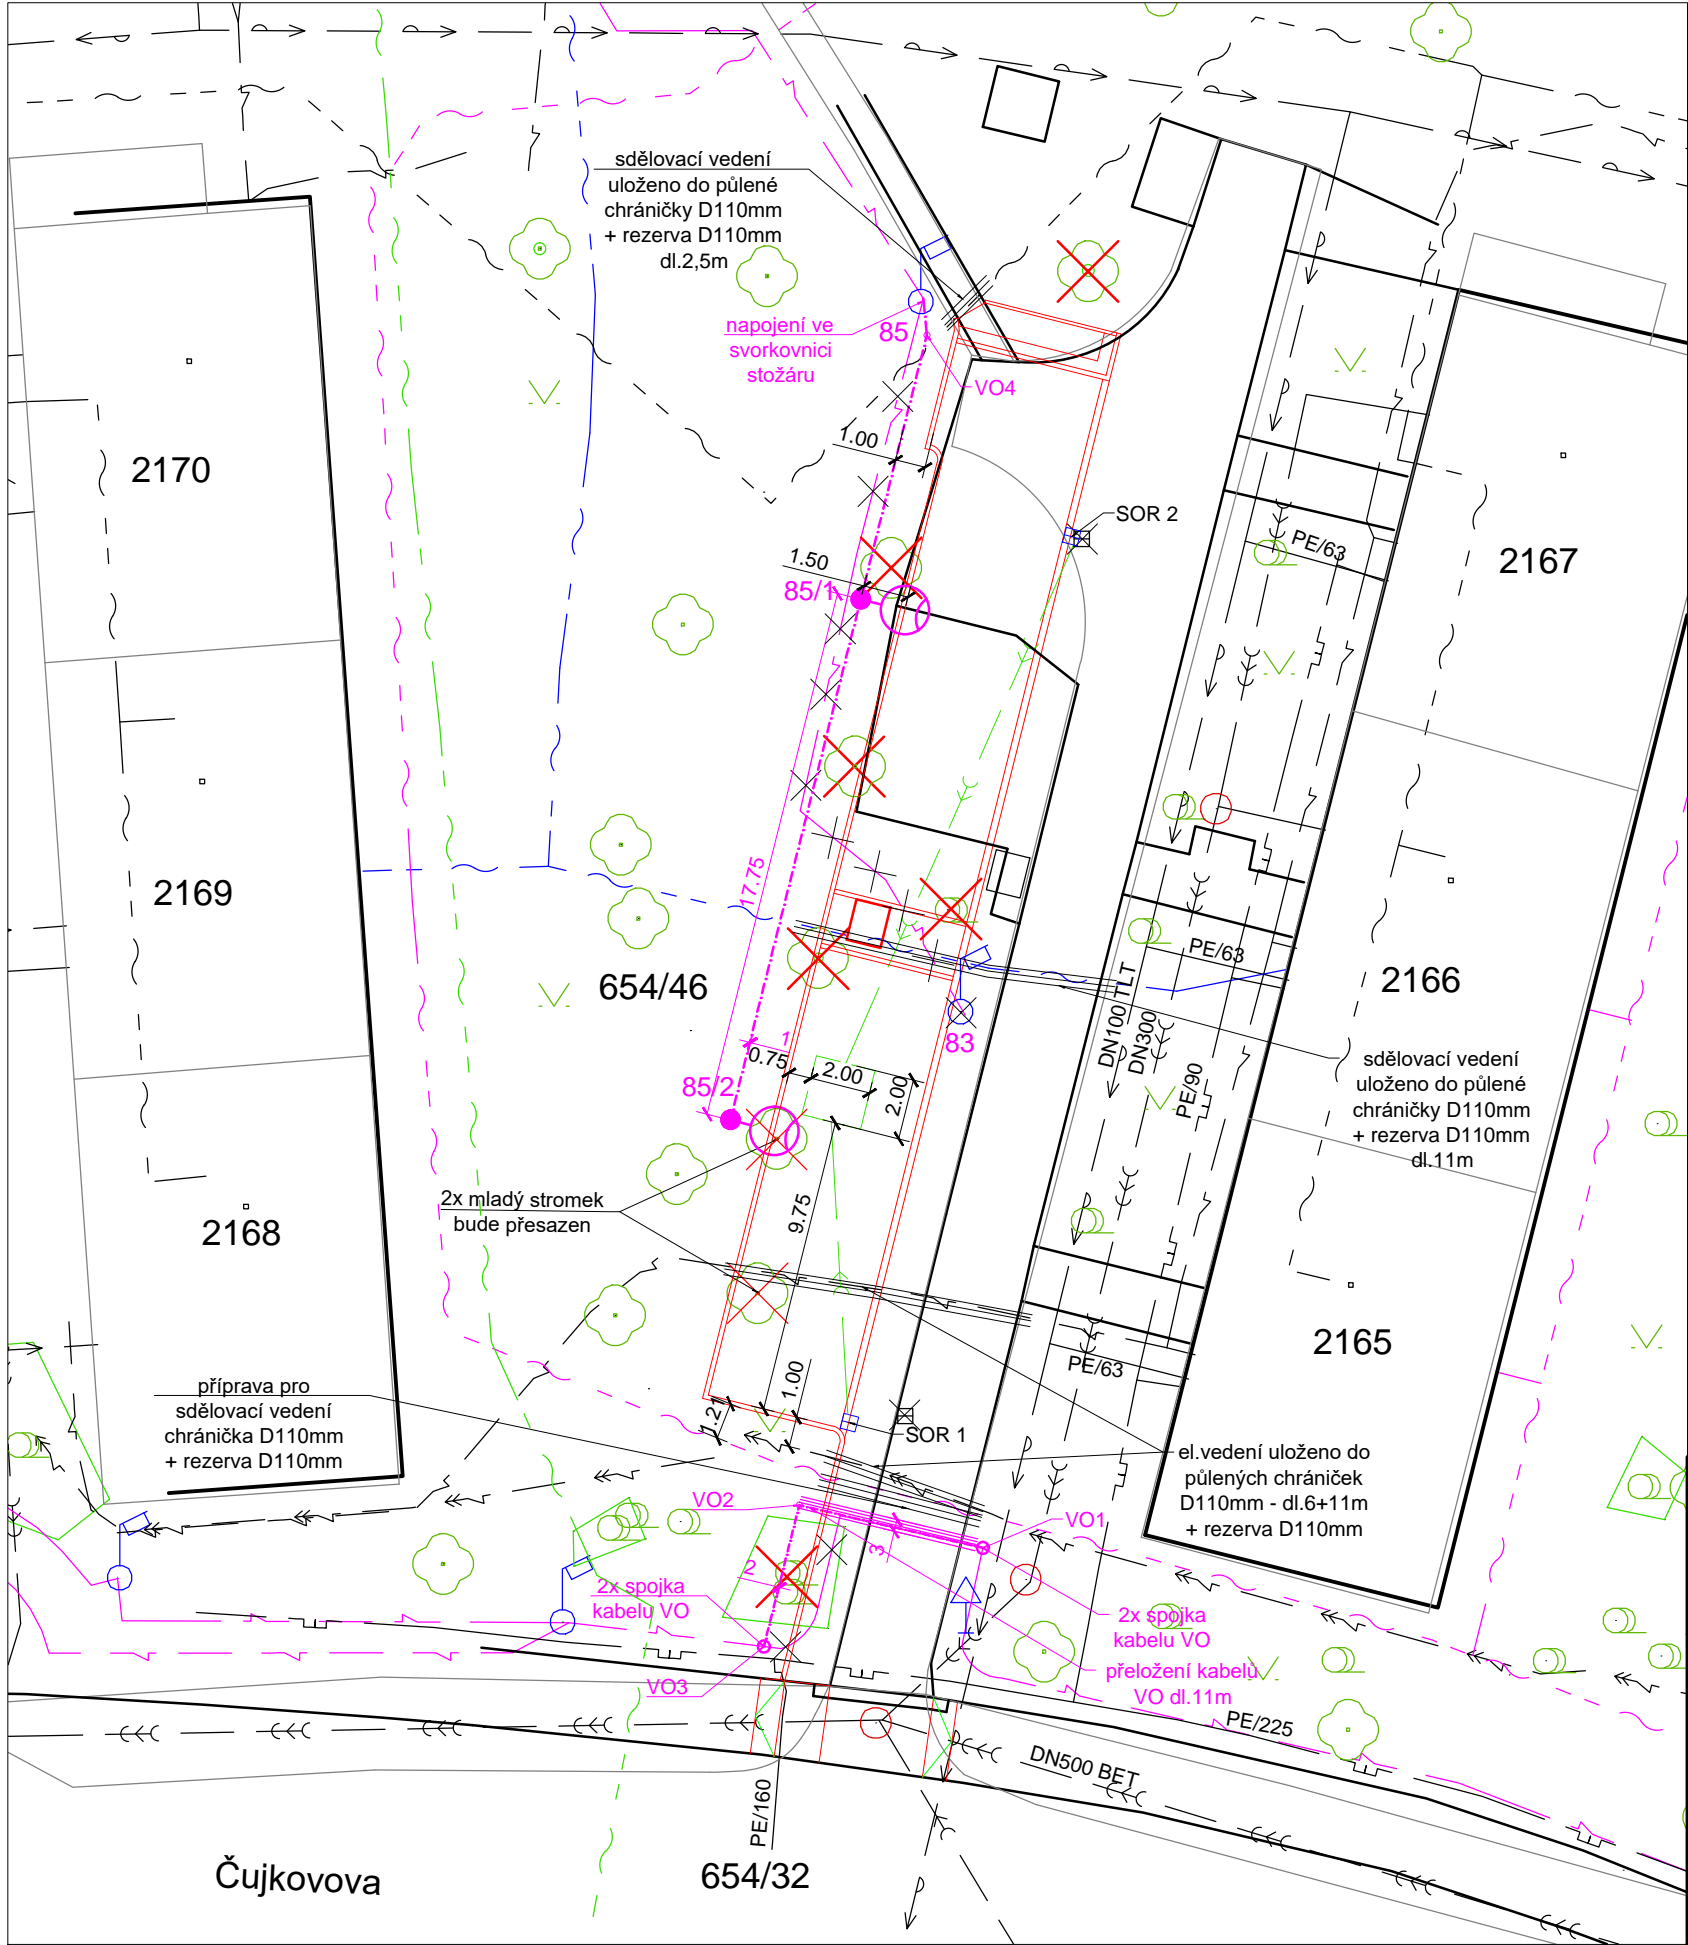 sdělovací vedení
uloženo do půlené
chráničky D110mm
+ rezerva D110mm
dl.2,5m
napojení ve
svorkovnici
stožáru
85
VO4
1.00
2170
SOR 2
PE/63
2167
1.50
85/1
17.75
2169
654/46
PE/63
2166
DN100 TLT
DN300
PE/90
83
1
0.75
2.00
2.00
85/2
sdělovací vedení
uloženo do půlené
chráničky D110mm
+ rezerva D110mm
dl.11m
2x mladý stromek
bude přesazen
9.75
2168
2165
PE/63
příprava pro
sdělovací vedení
chránička D110mm
+ rezerva D110mm
1.21
1.00
SOR 1
el.vedení uloženo do
půlených chrániček
D110mm - dl.6+11m
+ rezerva D110mm
VO2
VO1
3
2
2x spojka
kabelu VO
2x spojka
kabelu VO
přeložení kabelů
VO dl.11m
VO3
PE/225
DN500 BET
PE/160
Čujkovova
654/32